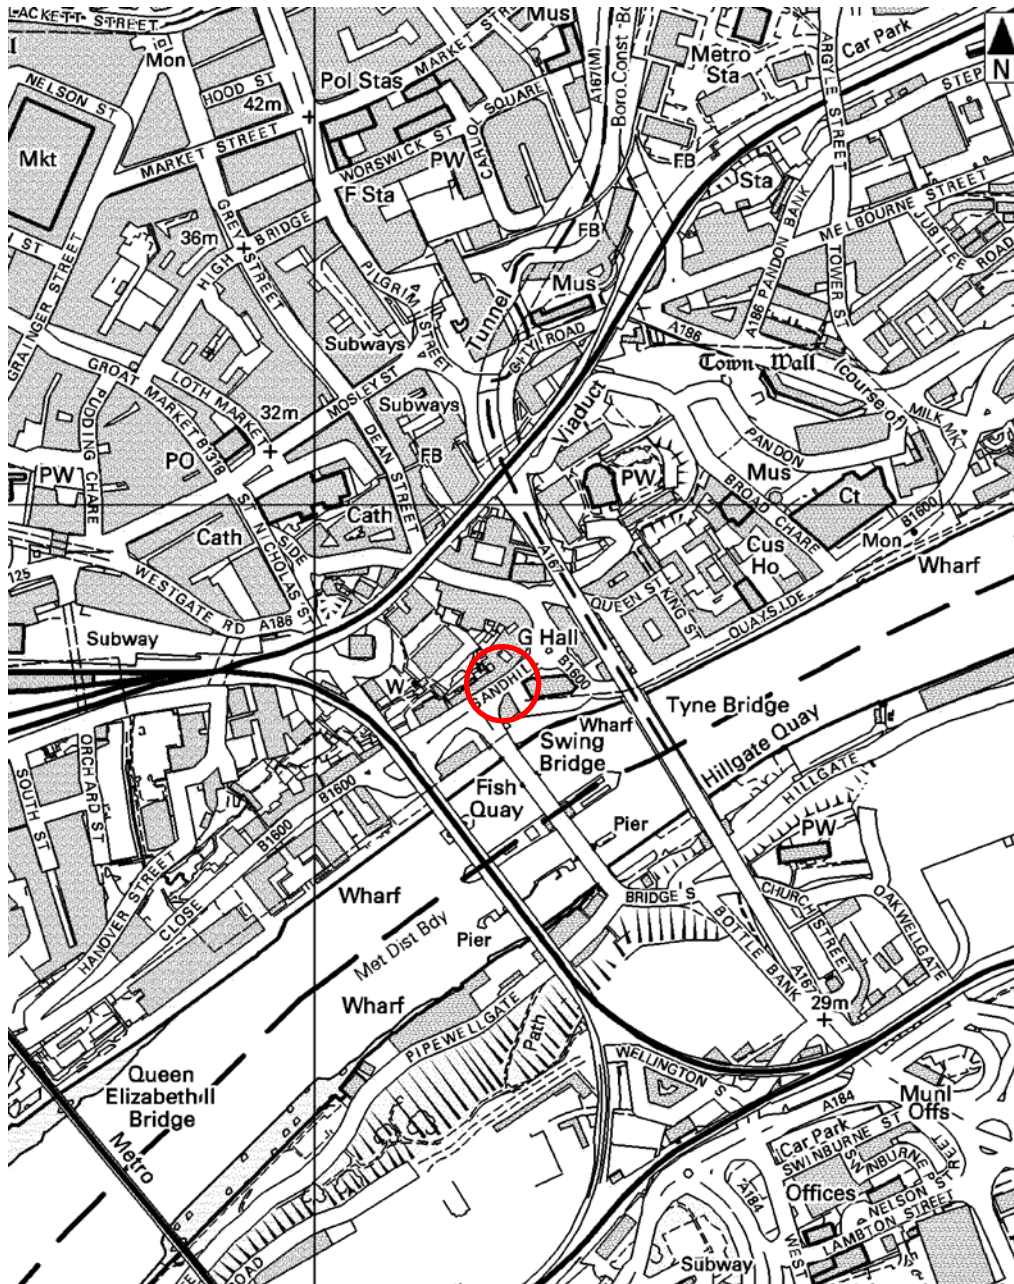 ACKETT STREET
Mon
NELSON ST
HOOD ST
42m
Pol Stas
MARKET STREET
Mus
A167(M)
Boro Const Bo
Metro
Sta
ARGYLE STREET
Car Park
N
STEP
Mkt
MARKET STREET
WORSWICK ST
CARLIOL SQUARE
PW
F Sta
FB
Sta
PANDON BANK
MELBOURNE STREET
JUBILEE ROAD
ST
36m
GREY STREET
HIGH BRIDGE
PILGRIM STREET
FB
Mus
TOWER ST
A186
A186
GRAINGER STREET
Subways
Tunnel
CITY ROAD
Town Wall
(course of)
GROAT MARKET
LOTH MARKET
MOSLEY ST
32m
Subways
Viaduct
PUDDING CHARE
B1318
DEAN STREET
FB
PANDON
MILK MKT
PW
PO
PW
Mus
Ct
BROAD CHARE
B1600
Cath
Cath
ST NICHOLAS' ST
SIDE
Cus
Ho
Mon
Wharf
A167
125
WESTGATE RD
A186
QUEEN ST
KING ST
QUAYSIDE
Subway
G Hall
W
SANDHILL
B1600
Tyne Bridge
Wharf
Swing
Bridge
Hillgate Quay
HILLGATE
ORCHARD ST
SOUTH ST
B1600
Fish
Quay
Pier
PW
HANOVER STREET
CLOSE
Wharf
BRIDGE S
CHURCH STREET
OAKWELLGATE
BOTTLE BANK
Met Dist Bdy
Pier
A167
29m
Wharf
PIPEWELLGATE
Path
WELLINGTON S
Queen
Elizabeth II
Bridge
Munl
Offs
A184
Car Park
SWINBURNE ST
SWINBURNE P
REET
Metro
Offices
NELSON S
LAMBTON STREET
A184
WEST
Subway
ROAD